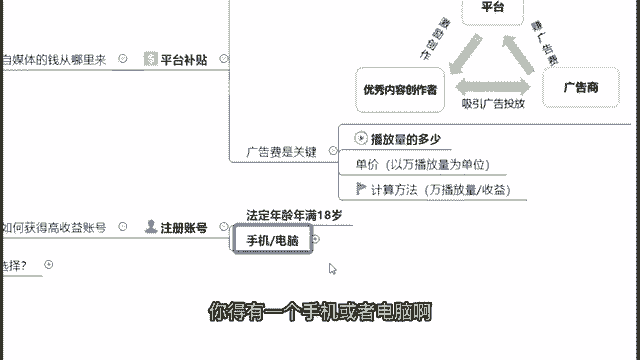 平台
激励创作
赚广告费
自媒体的钱从哪里来
平台补贴
优秀内容创作者
广告商
吸引广告投放
广告费是关键
播放量的多少
单价（以万播放量为单位）
计算方法（万播放量/收益）
如何获得高收益账号
注册账号
法定年龄年满18岁
手机/电脑
选择？
你得有一个手机或者电脑啊